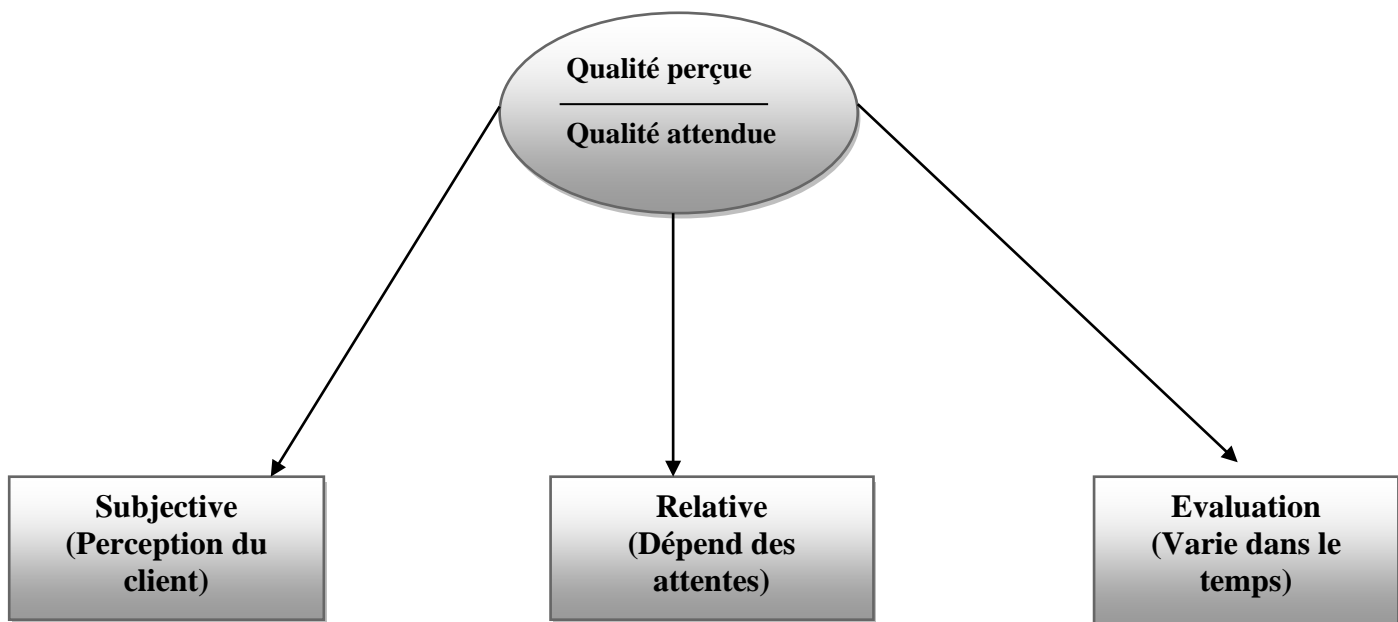 Qualité perçue
Qualité attendue
Subjective
(Perception du
client)
Relative
(Dépend des
attentes)
Evaluation
(Varie dans le
temps)